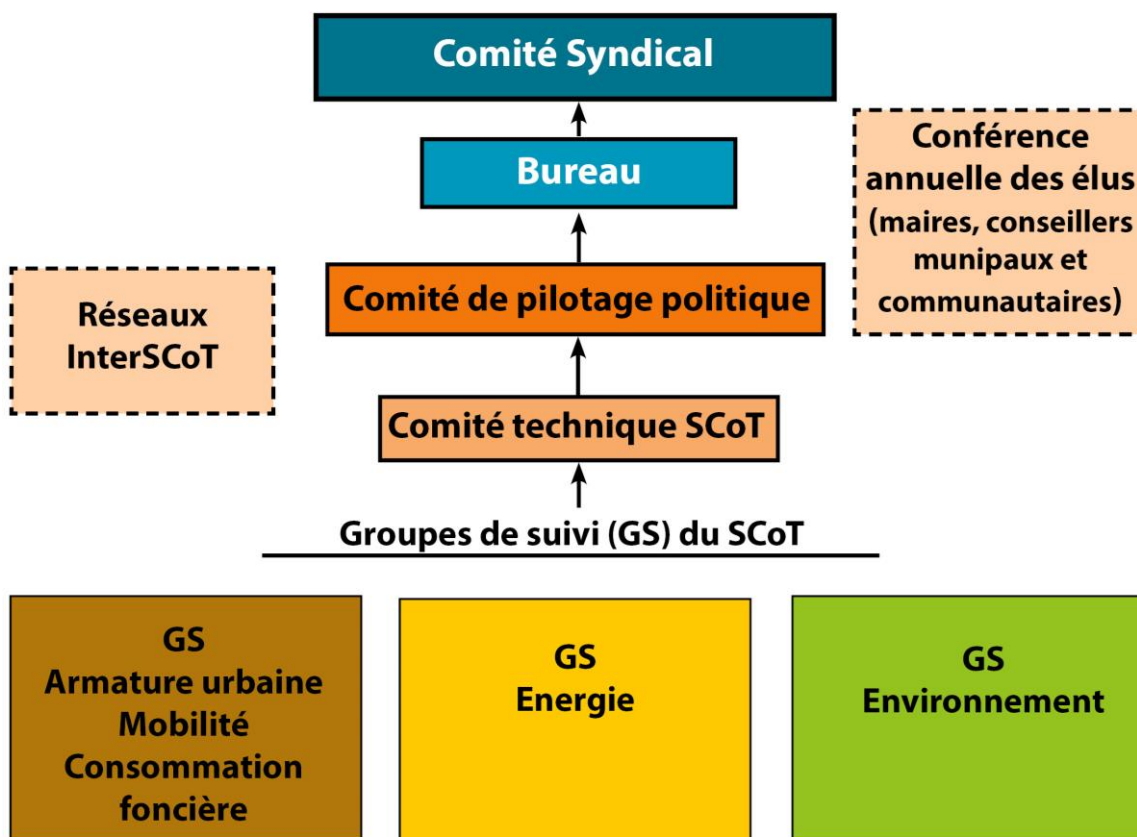 Comité Syndical
Bureau
Conférence
annuelle des élus
(maires, conseillers
munipaux et
communautaires)
Comité de pilotage politique
Réseaux
InterSCoT
Comité technique SCoT
Groupes de suivi (GS) du SCoT
GS
Armature urbaine
Mobilité
Consommation
foncière
GS
Energie
GS
Environnement